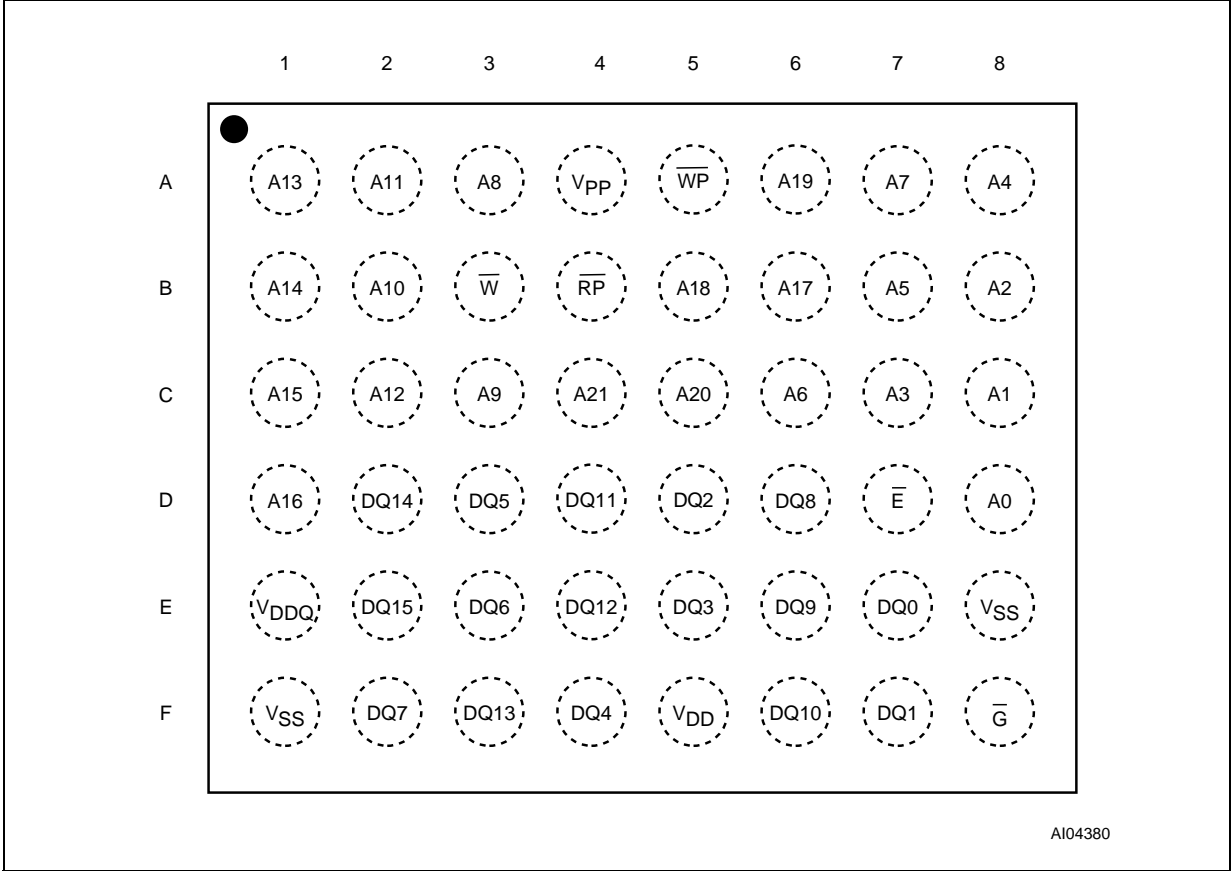 1 2 3 4 5 6 7 8
A A13 A11 A8 VPP W̅P̅ A19 A7 A4
B A14 A10 W̅ R̅P̅ A18 A17 A5 A2
C A15 A12 A9 A21 A20 A6 A3 A1
D A16 DQ14 DQ5 DQ11 DQ2 DQ8 E̅ A0
E VDDQ DQ15 DQ6 DQ12 DQ3 DQ9 DQ0 VSS
F VSS DQ7 DQ13 DQ4 VDD DQ10 DQ1 G̅
AI04380